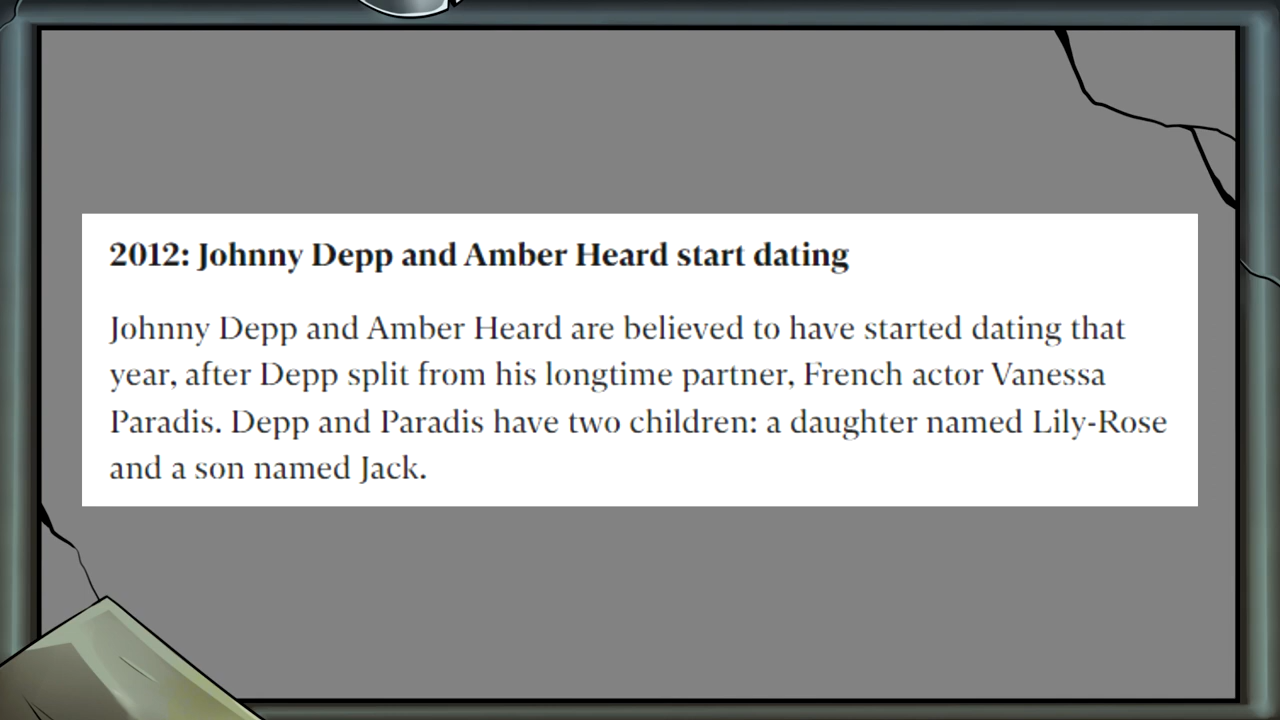 2012: Johnny Depp and Amber Heard start dating
Johnny Depp and Amber Heard are believed to have started dating that
year, after Depp split from his longtime partner, French actor Vanessa
Paradis. Depp and Paradis have two children: a daughter named Lily-Rose
and a son named Jack.